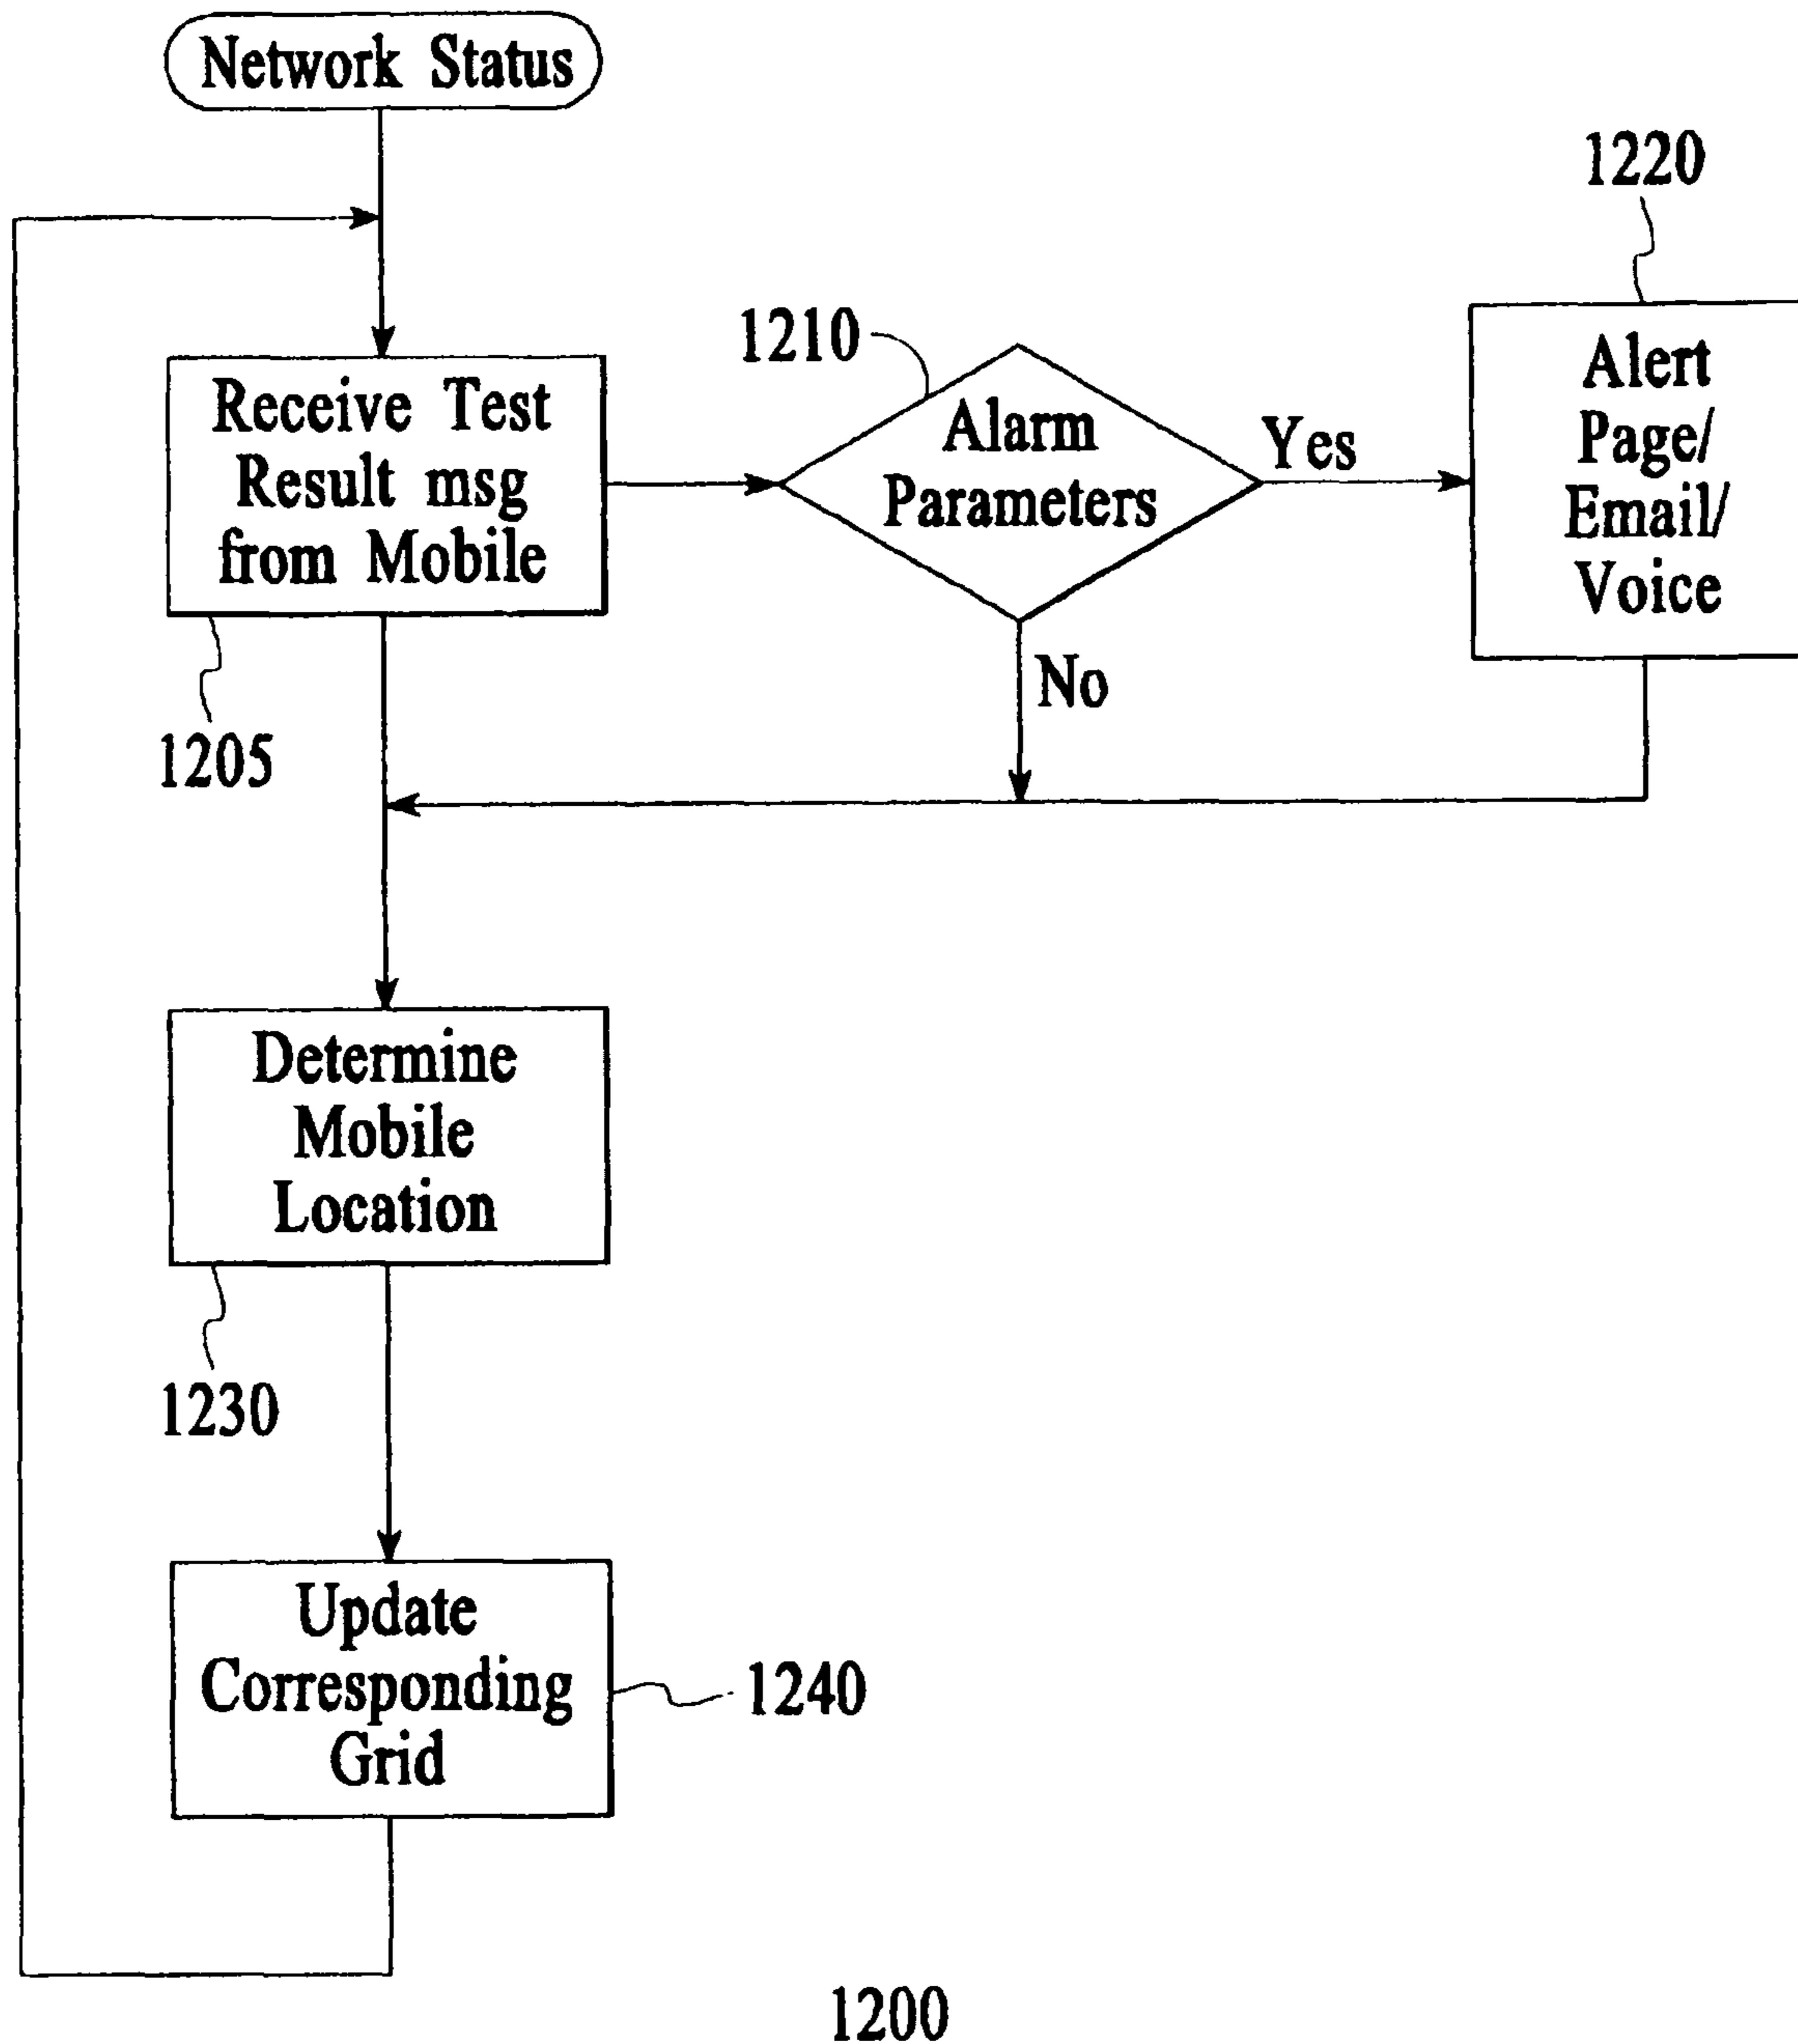 Network Status
1220
1210
Receive Test
Result msg
from Mobile
Alarm
Parameters
Yes
Alert
Page/
Email/
Voice
No
1205
Determine
Mobile
Location
1230
Update
Corresponding
Grid
1240
1200